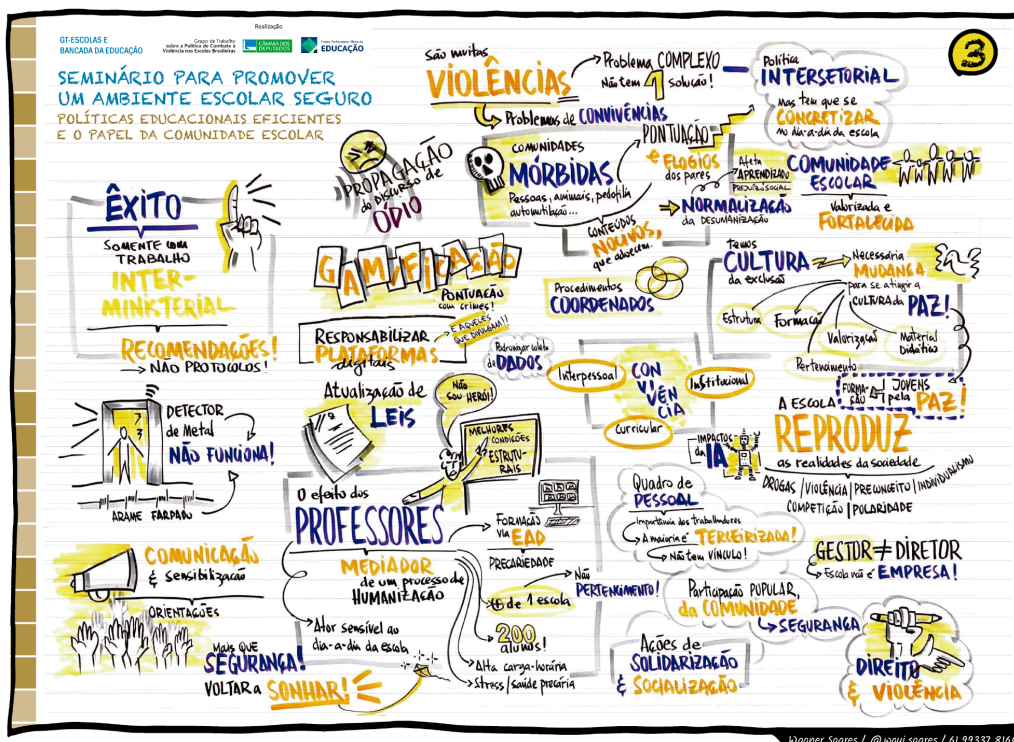 Realização
GT-ESCOLAS E
BANCADA DA EDUCAÇÃO
Grupo de Trabalho
sobre a Política de Combate à
Violência nas Escolas Brasileiras
CÂMARA DOS
DEPUTADOS
EDUCAÇÃO
SEMINÁRIO PARA PROMOVER
UM AMBIENTE ESCOLAR SEGURO
POLÍTICAS EDUCACIONAIS EFICIENTES
E O PAPEL DA COMUNIDADE ESCOLAR
3
São muitas
VIOLÊNCIAS
Problema COMPLEXO
Não tem 1 solução!
Problemas de CONVIVÊNCIAS
Política
INTERSETORIAL
Mas tem que se
CONCRETIZAR
no dia-a-dia da escola
PROPAGAÇÃO
do DISCURSO de
ÓDIO
COMUNIDADES
MÓRBIDAS
Pessoas, animais, pedofilia
automutilação...
PONTUAÇÃO
e ELOGIOS
dos pares
CONTEÚDOS
NOUVOS,
que adoecem.
NORMALIZAÇÃO
da DESUMANIZAÇÃO
Afeta
APRENDIZADO
PREJUÍZO SOCIAL
COMUNIDADE
ESCOLAR
Valorizada e
FORTALECIDA
ÊXITO
SOMENTE com
TRABALHO
INTER-
MINISTERIAL
RECOMENDAÇÕES!
NÃO PROTOCOLOS!
GAMIFICAÇÃO
PONTUAÇÃO
com crimes!
RESPONSABILIZAR
PLATAFORMAS
digitais
E AQUELES
QUE DIVULGAM!!
Procedimentos
COORDENADOS
Padronizar coleta
de DADOS
temos
CULTURA
da exclusão
Necessária
MUDANÇA
para se atingir a
CULTURA da PAZ!
Estrutura
Formação
Valorização
Material
Didático
Pertencimento
FORMA-
ÇÃO
JOVENS
pela PAZ!
Interpessoal
CON
VI
VÊN
CIA
Institucional
Curricular
Atualização de
LEIS
NÃO
SOU HERÓI!
MELHORES
CONDIÇÕES
ESTRUTU-
RAIS
DETECTOR
de Metal
NÃO FUNCIONA!
ARAME FARPADO
A ESCOLA
REPRODUZ
as realidades da sociedade
DROGAS / VIOLÊNCIA / PRECONCEITO / INDIVIDUALISMO
COMPETIÇÃO / POLARIDADE
IMPACTOS
da IA
O efeito dos
PROFESSORES
MEDIADOR
de um processo de
HUMANIZAÇÃO
Ator sensível ao
dia-a-dia da escola
FORMAÇÃO
via EAD
PRECARIEDADE
+ de 1 escola
Não
PERTENCIMENTO!
200
alunos!
Alta carga-horária
Stress / saúde precária
Quadro de
PESSOAL
Importância dos trabalhadores
A maioria é TERCEIRIZADA!
Não tem VÍNCULO!
GESTOR ≠ DIRETOR
Escola não é EMPRESA!
Participação POPULAR,
da COMUNIDADE
SEGURANÇA
Ações de
SOLIDARIZAÇÃO
& SOCIALIZAÇÃO
DIREITO
& VIOLÊNCIA
COMUNICAÇÃO
& sensibilização
ORIENTAÇÕES
MAIS QUE
SEGURANÇA!
VOLTAR a SONHAR!
Wagner Soares / @wagui.soares / 61 99337 8164